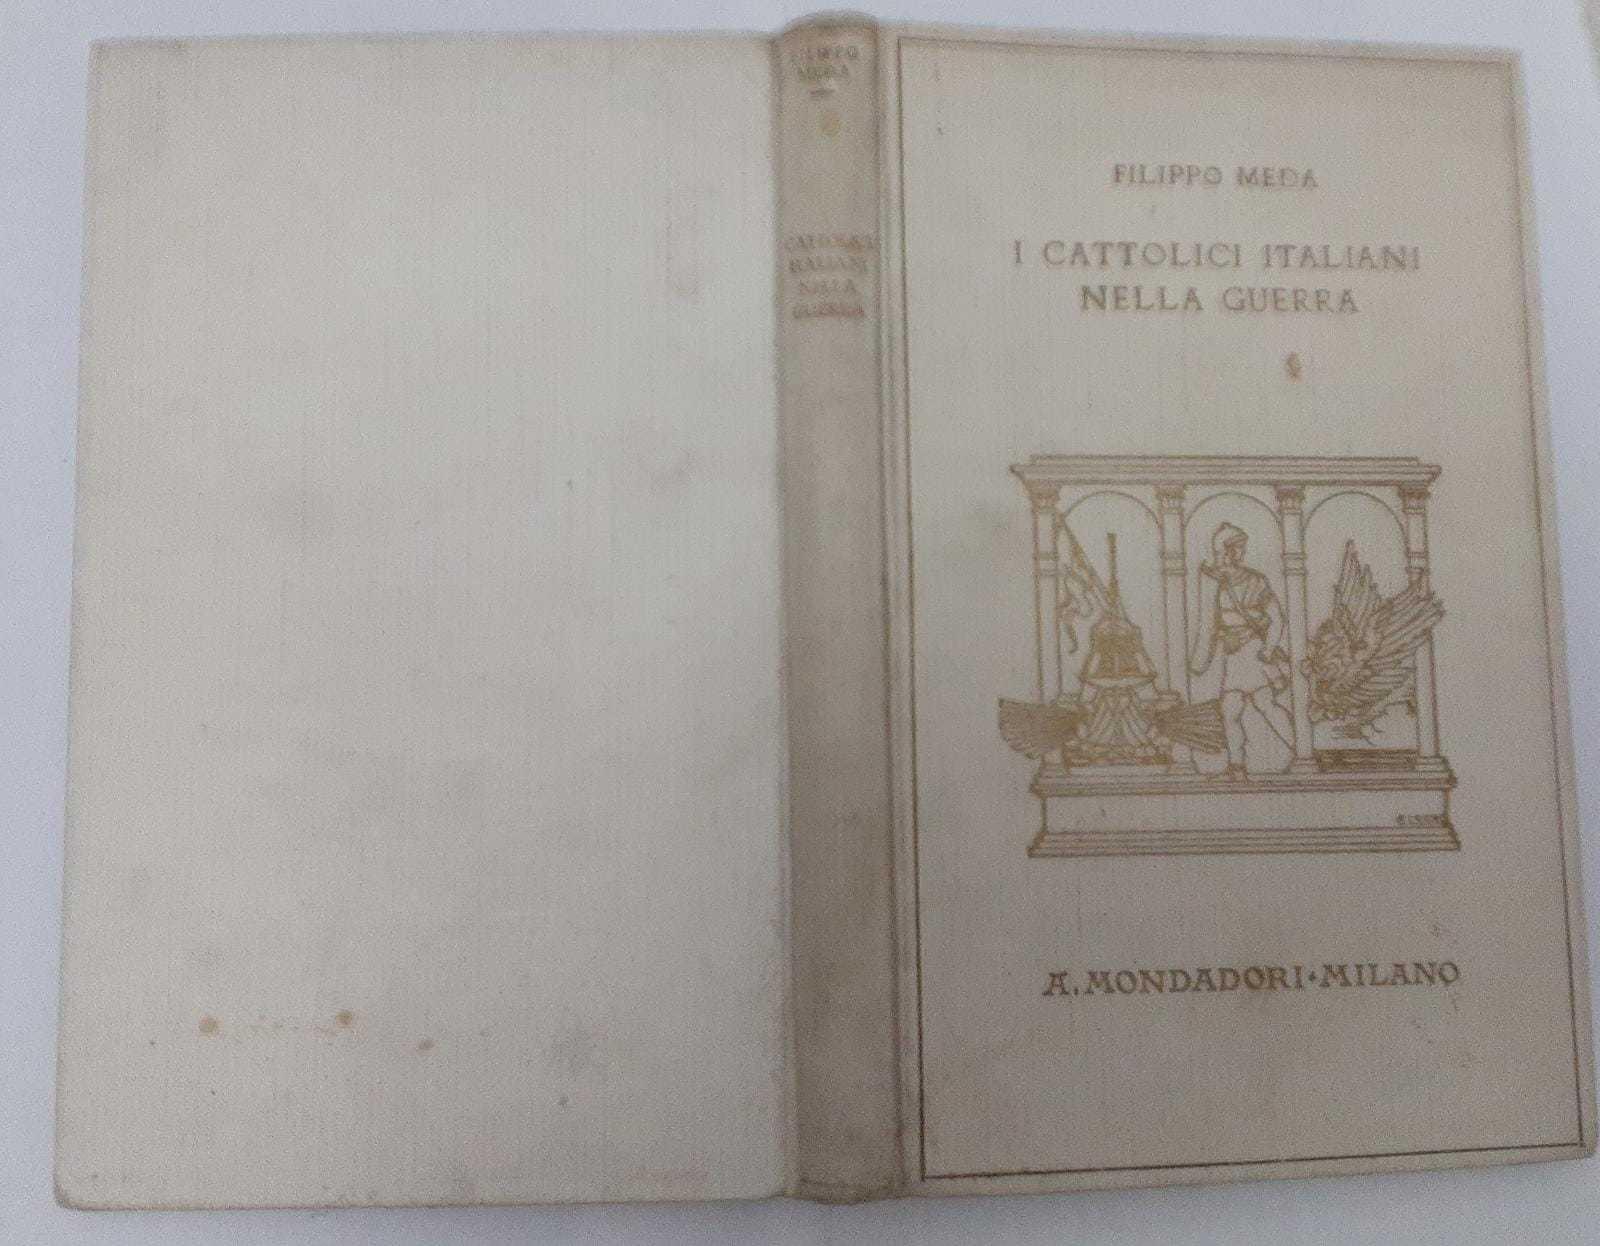 FILIPPO
MEDA
CATTOLICI
ITALIANI
NELLA
GUERRA
FILIPPO MEDA
I CATTOLICI ITALIANI
NELLA GUERRA
A. MONDADORI · MILANO